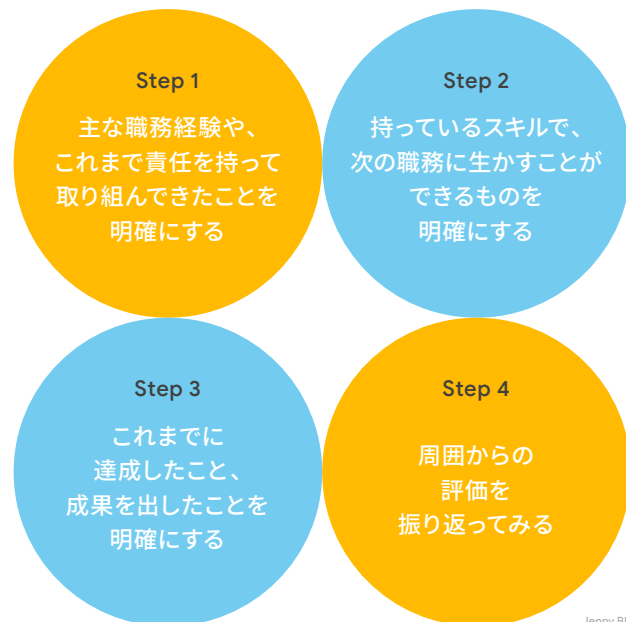 Step 1
主な職務経験や、
これまで責任を持って
取り組んできたことを
明確にする
Step 2
持っているスキルで、
次の職務に生かすことが
できるものを
明確にする
Step 3
これまでに
達成したこと、
成果を出したことを
明確にする
Step 4
周囲からの
評価を
振り返ってみる
Jenny